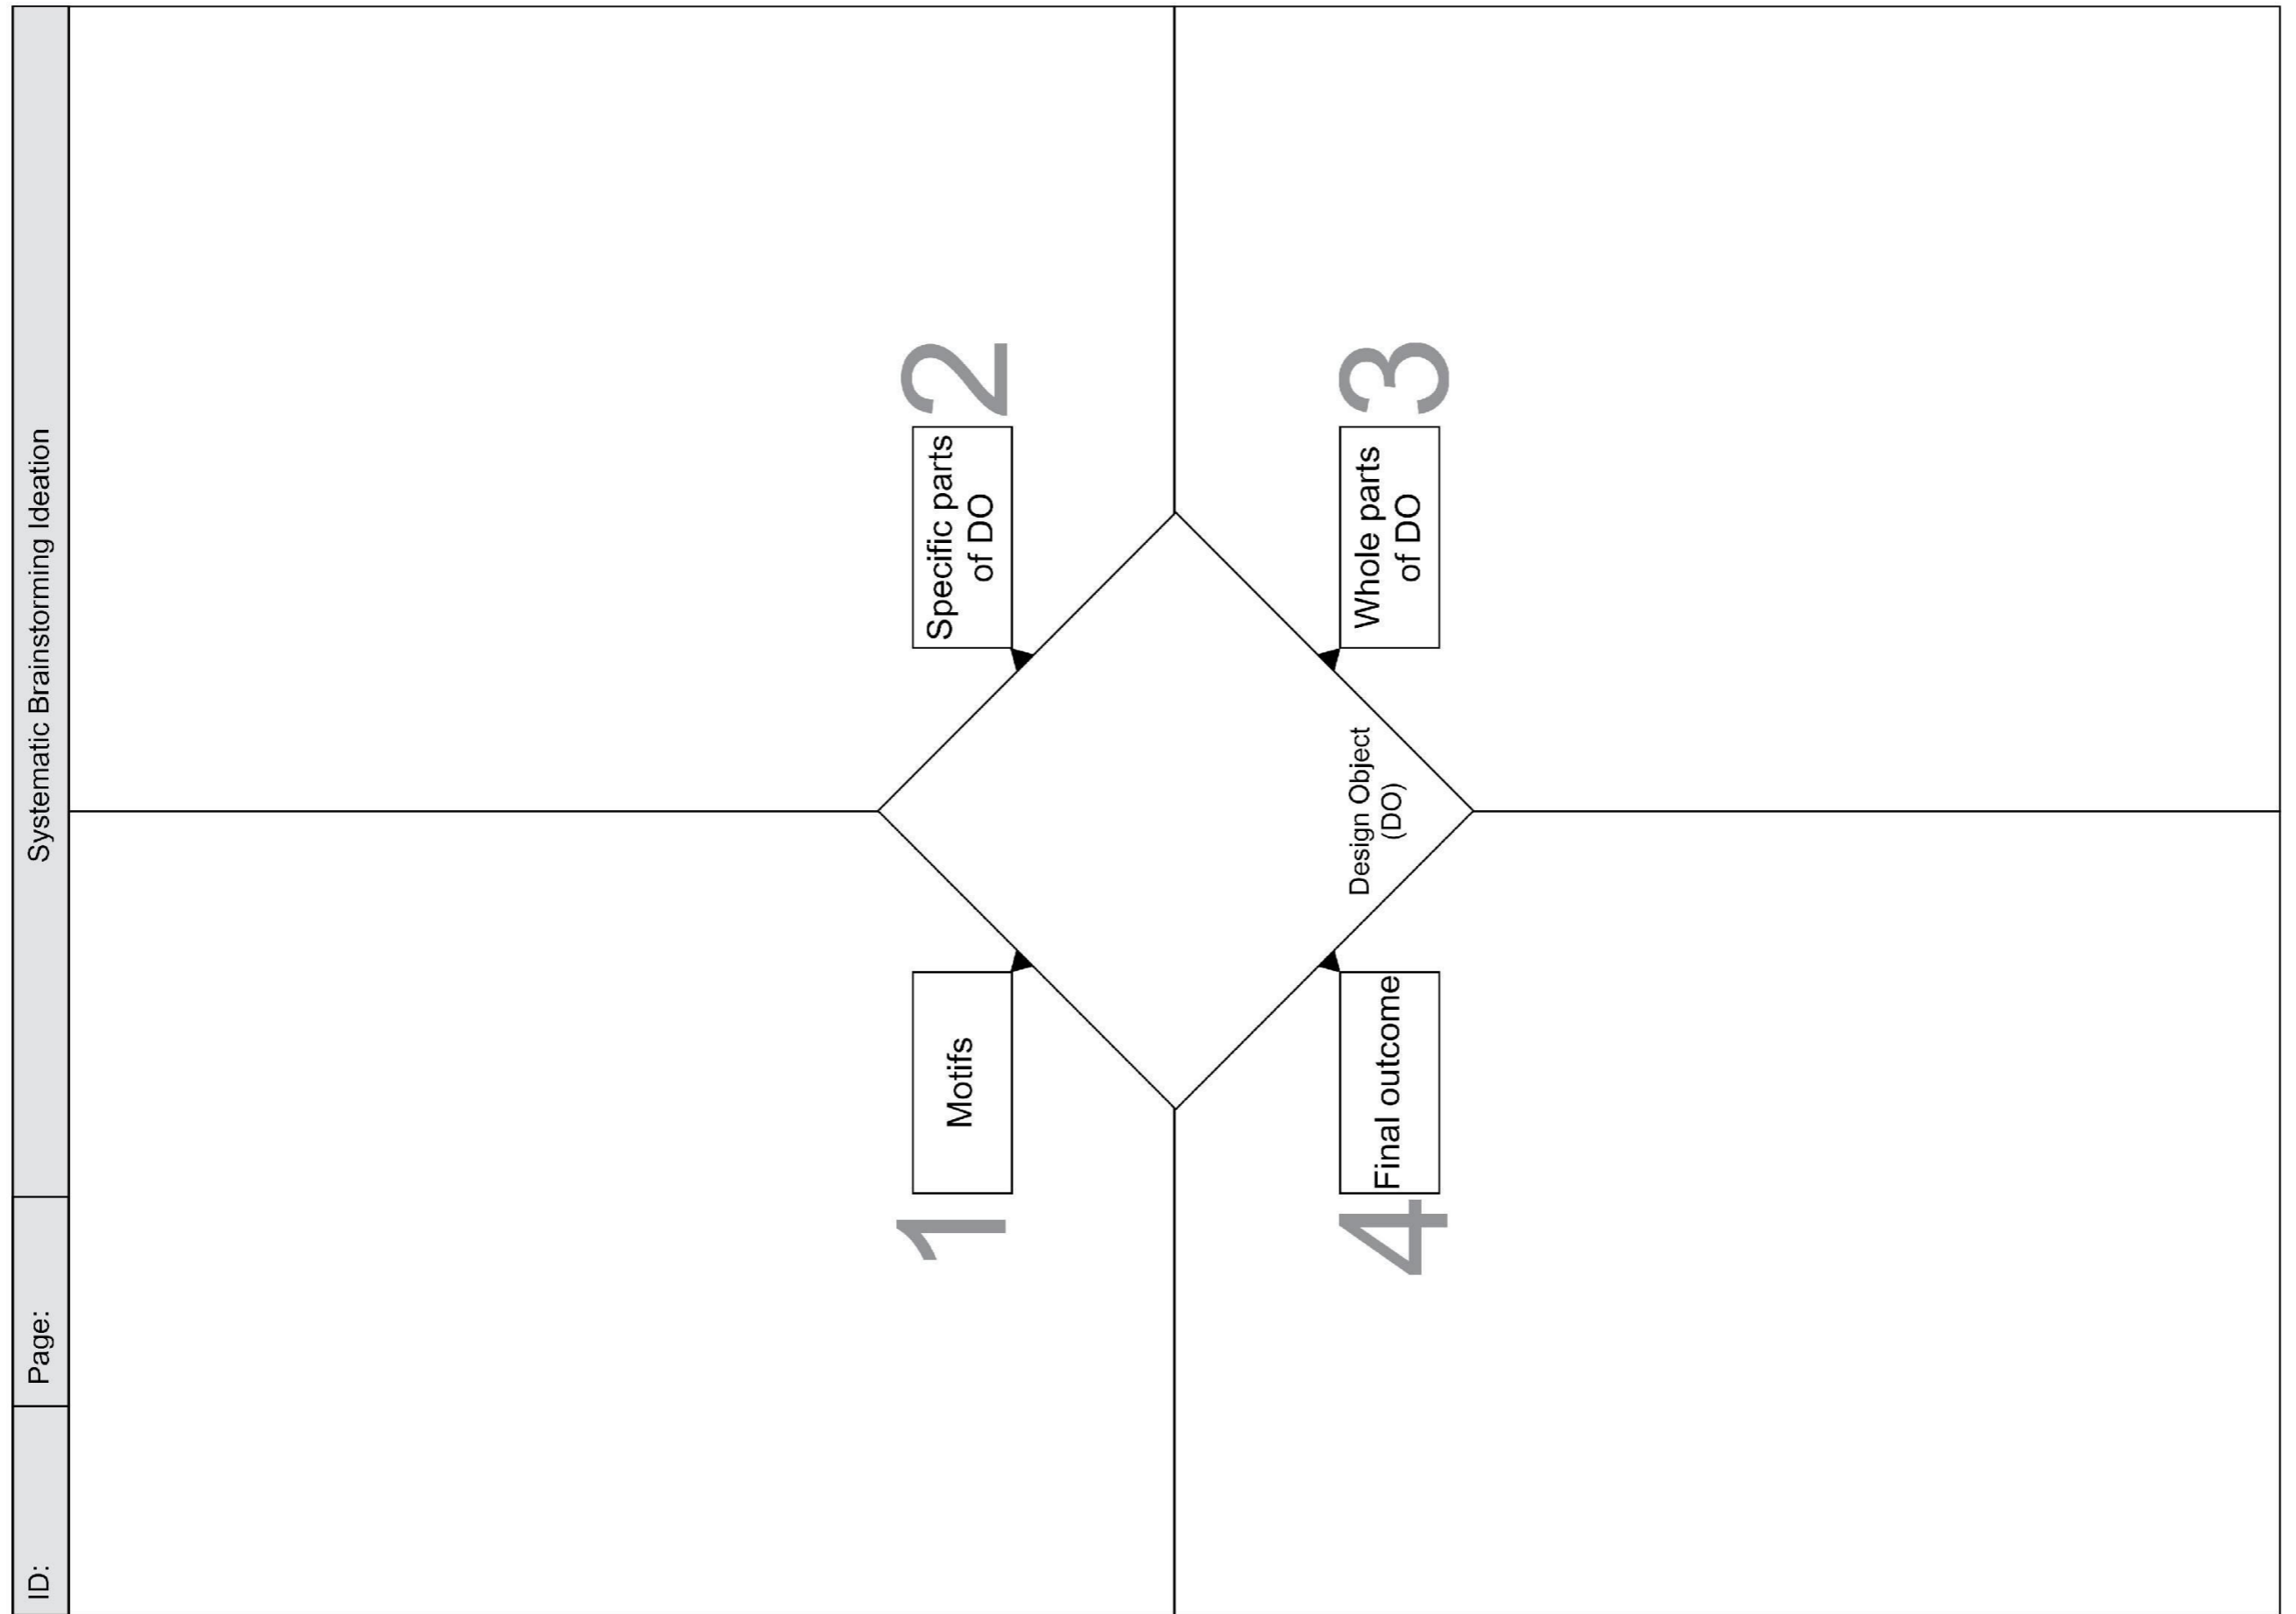 ID:
Page:
Systematic Brainstorming Ideation
1
Motifs
2
Specific parts
of DO
Design Object
(DO)
4
Final outcome
3
Whole parts
of DO